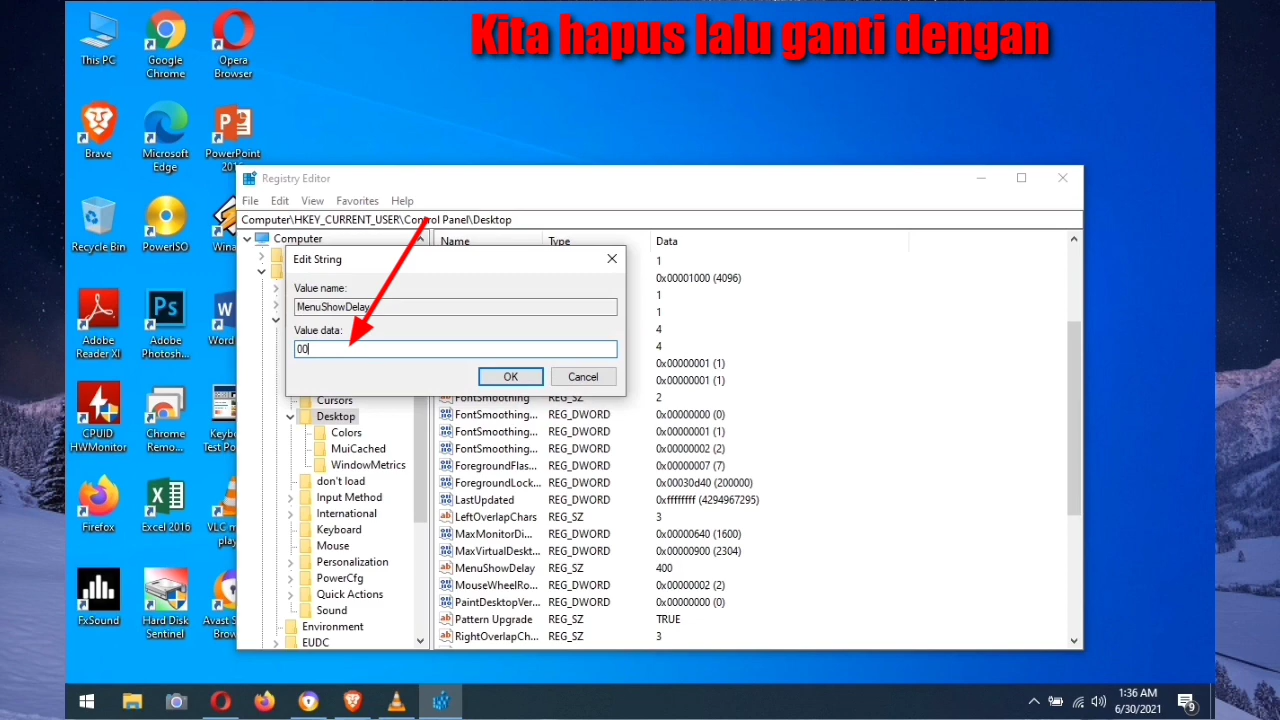 Kita hapus lalu ganti dengan
This PC
Google
Chrome
Opera
Browser
Brave
Microsoft
Edge
PowerPoint
Recycle Bin
PowerISO
Adobe
Reader XI
Adobe
Photosh...
Word
CPUID
HWMonitor
Chrome
Remo...
Keyb
Test Po
Firefox
Excel 2016
VLC m
play
FxSound
Hard Disk
Sentinel
Avast S
Brow
Registry Editor
File Edit View Favorites Help
Computer\HKEY_CURRENT_USER\Control Panel\Desktop
Computer
Name Type Data
Edit String
Value name:
MenuShowDelay
Value data:
00
OK Cancel
1
0x00001000 (4096)
1
1
4
4
0x00000001 (1)
0x00000001 (1)
Cursors
Desktop
Colors
MuiCached
WindowMetrics
don't load
Input Method
International
Keyboard
Mouse
Personalization
PowerCfg
Quick Actions
Sound
Environment
EUDC
FontSmoothing REG_SZ 2
FontSmoothing... REG_DWORD 0x00000000 (0)
FontSmoothing... REG_DWORD 0x00000001 (1)
FontSmoothing... REG_DWORD 0x00000002 (2)
ForegroundFlas... REG_DWORD 0x00000007 (7)
ForegroundLock... REG_DWORD 0x00030d40 (200000)
LastUpdated REG_DWORD 0xffffffff (4294967295)
LeftOverlapChars REG_SZ 3
MaxMonitorDi... REG_DWORD 0x00000640 (1600)
MaxVirtualDeskt... REG_DWORD 0x00000900 (2304)
MenuShowDelay REG_SZ 400
MouseWheelRo... REG_DWORD 0x00000002 (2)
PaintDesktopVer... REG_DWORD 0x00000000 (0)
Pattern Upgrade REG_SZ TRUE
RightOverlapCh... REG_SZ 3
1:36 AM
6/30/2021
9